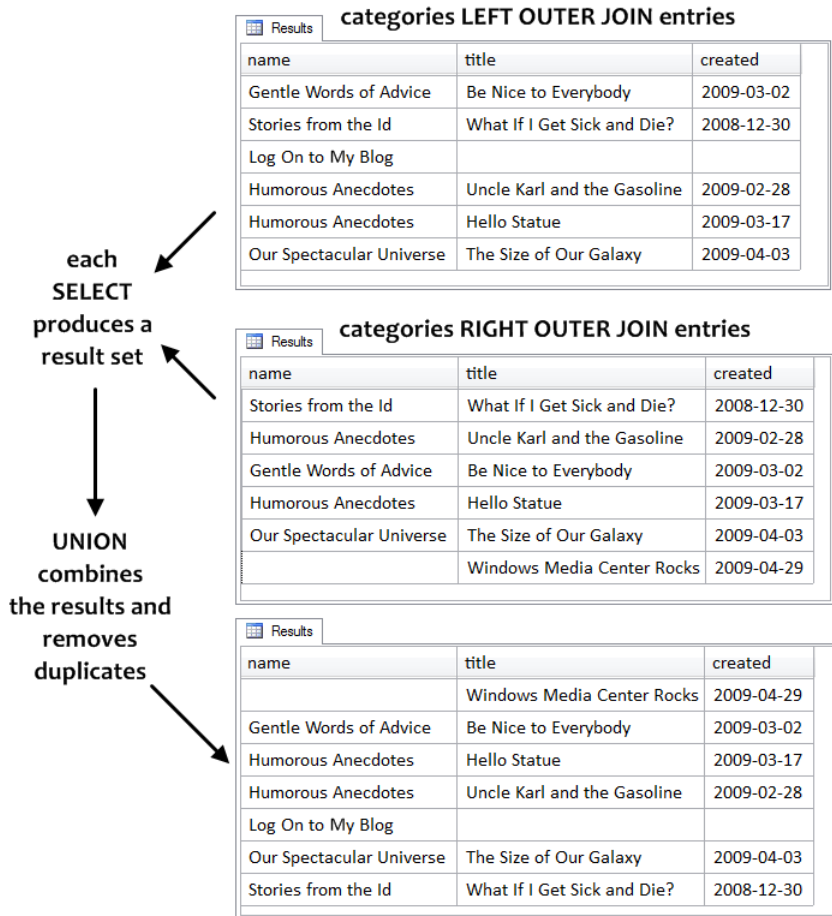 categories LEFT OUTER JOIN entries
Results
name title created
Gentle Words of Advice Be Nice to Everybody 2009-03-02
Stories from the Id What If I Get Sick and Die? 2008-12-30
Log On to My Blog
Humorous Anecdotes Uncle Karl and the Gasoline 2009-02-28
Humorous Anecdotes Hello Statue 2009-03-17
Our Spectacular Universe The Size of Our Galaxy 2009-04-03
each
SELECT
produces a
result set
categories RIGHT OUTER JOIN entries
Results
name title created
Stories from the Id What If I Get Sick and Die? 2008-12-30
Humorous Anecdotes Uncle Karl and the Gasoline 2009-02-28
Gentle Words of Advice Be Nice to Everybody 2009-03-02
Humorous Anecdotes Hello Statue 2009-03-17
Our Spectacular Universe The Size of Our Galaxy 2009-04-03
Windows Media Center Rocks 2009-04-29
UNION
combines
the results and
removes
duplicates
Results
name title created
Windows Media Center Rocks 2009-04-29
Gentle Words of Advice Be Nice to Everybody 2009-03-02
Humorous Anecdotes Hello Statue 2009-03-17
Humorous Anecdotes Uncle Karl and the Gasoline 2009-02-28
Log On to My Blog
Our Spectacular Universe The Size of Our Galaxy 2009-04-03
Stories from the Id What If I Get Sick and Die? 2008-12-30